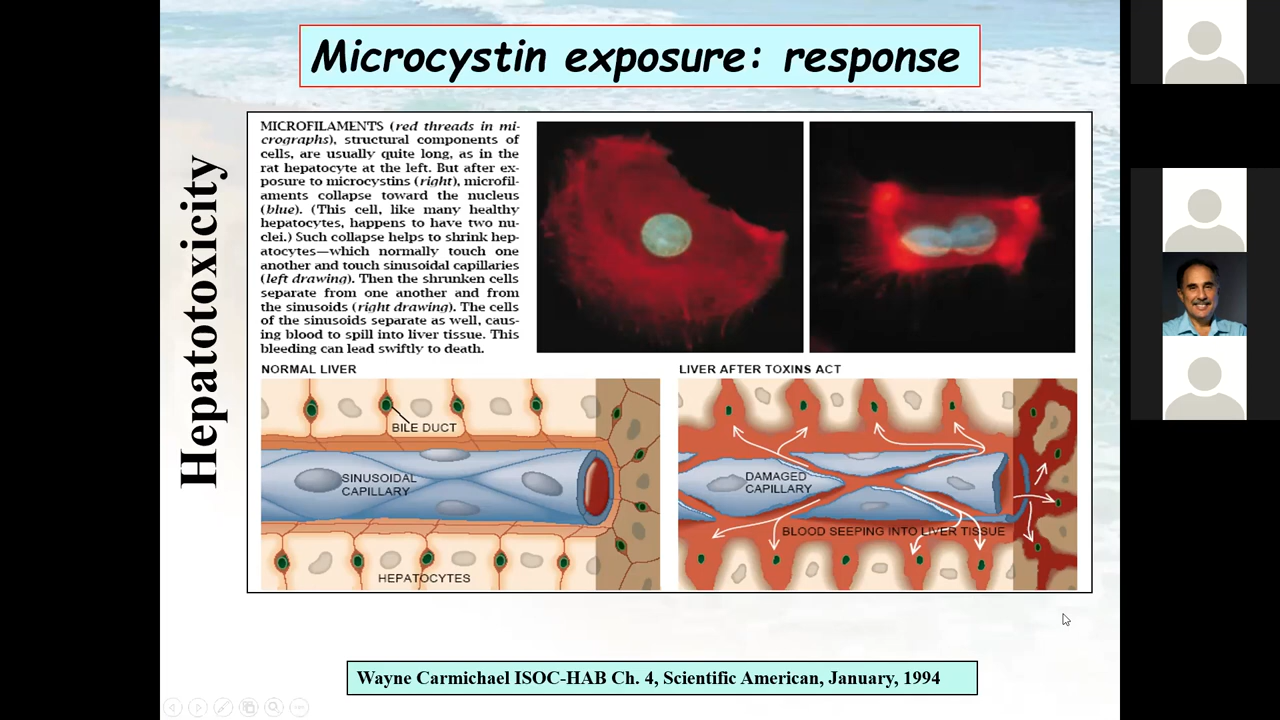 Microcystin exposure: response
Hepatotoxicity
MICROFILAMENTS (red threads in mi-
crographs), structural components of
cells, are usually quite long, as in the
rat hepatocyte at the left. But after ex-
posure to microcystins (right), microfil-
aments collapse toward the nucleus
(blue). (This cell, like many healthy
hepatocytes, happens to have two nu-
clei.) Such collapse helps to shrink hep-
atocytes—which normally touch one
another and touch sinusoidal capillaries
(left drawing). Then the shrunken cells
separate from one another and from
the sinusoids (right drawing). The cells
of the sinusoids separate as well, caus-
ing blood to spill into liver tissue. This
bleeding can lead swiftly to death.
NORMAL LIVER
BILE DUCT
SINUSOIDAL
CAPILLARY
HEPATOCYTES
LIVER AFTER TOXINS ACT
DAMAGED
CAPILLARY
BLOOD SEEPING INTO LIVER TISSUE
Wayne Carmichael ISOC-HAB Ch. 4, Scientific American, January, 1994